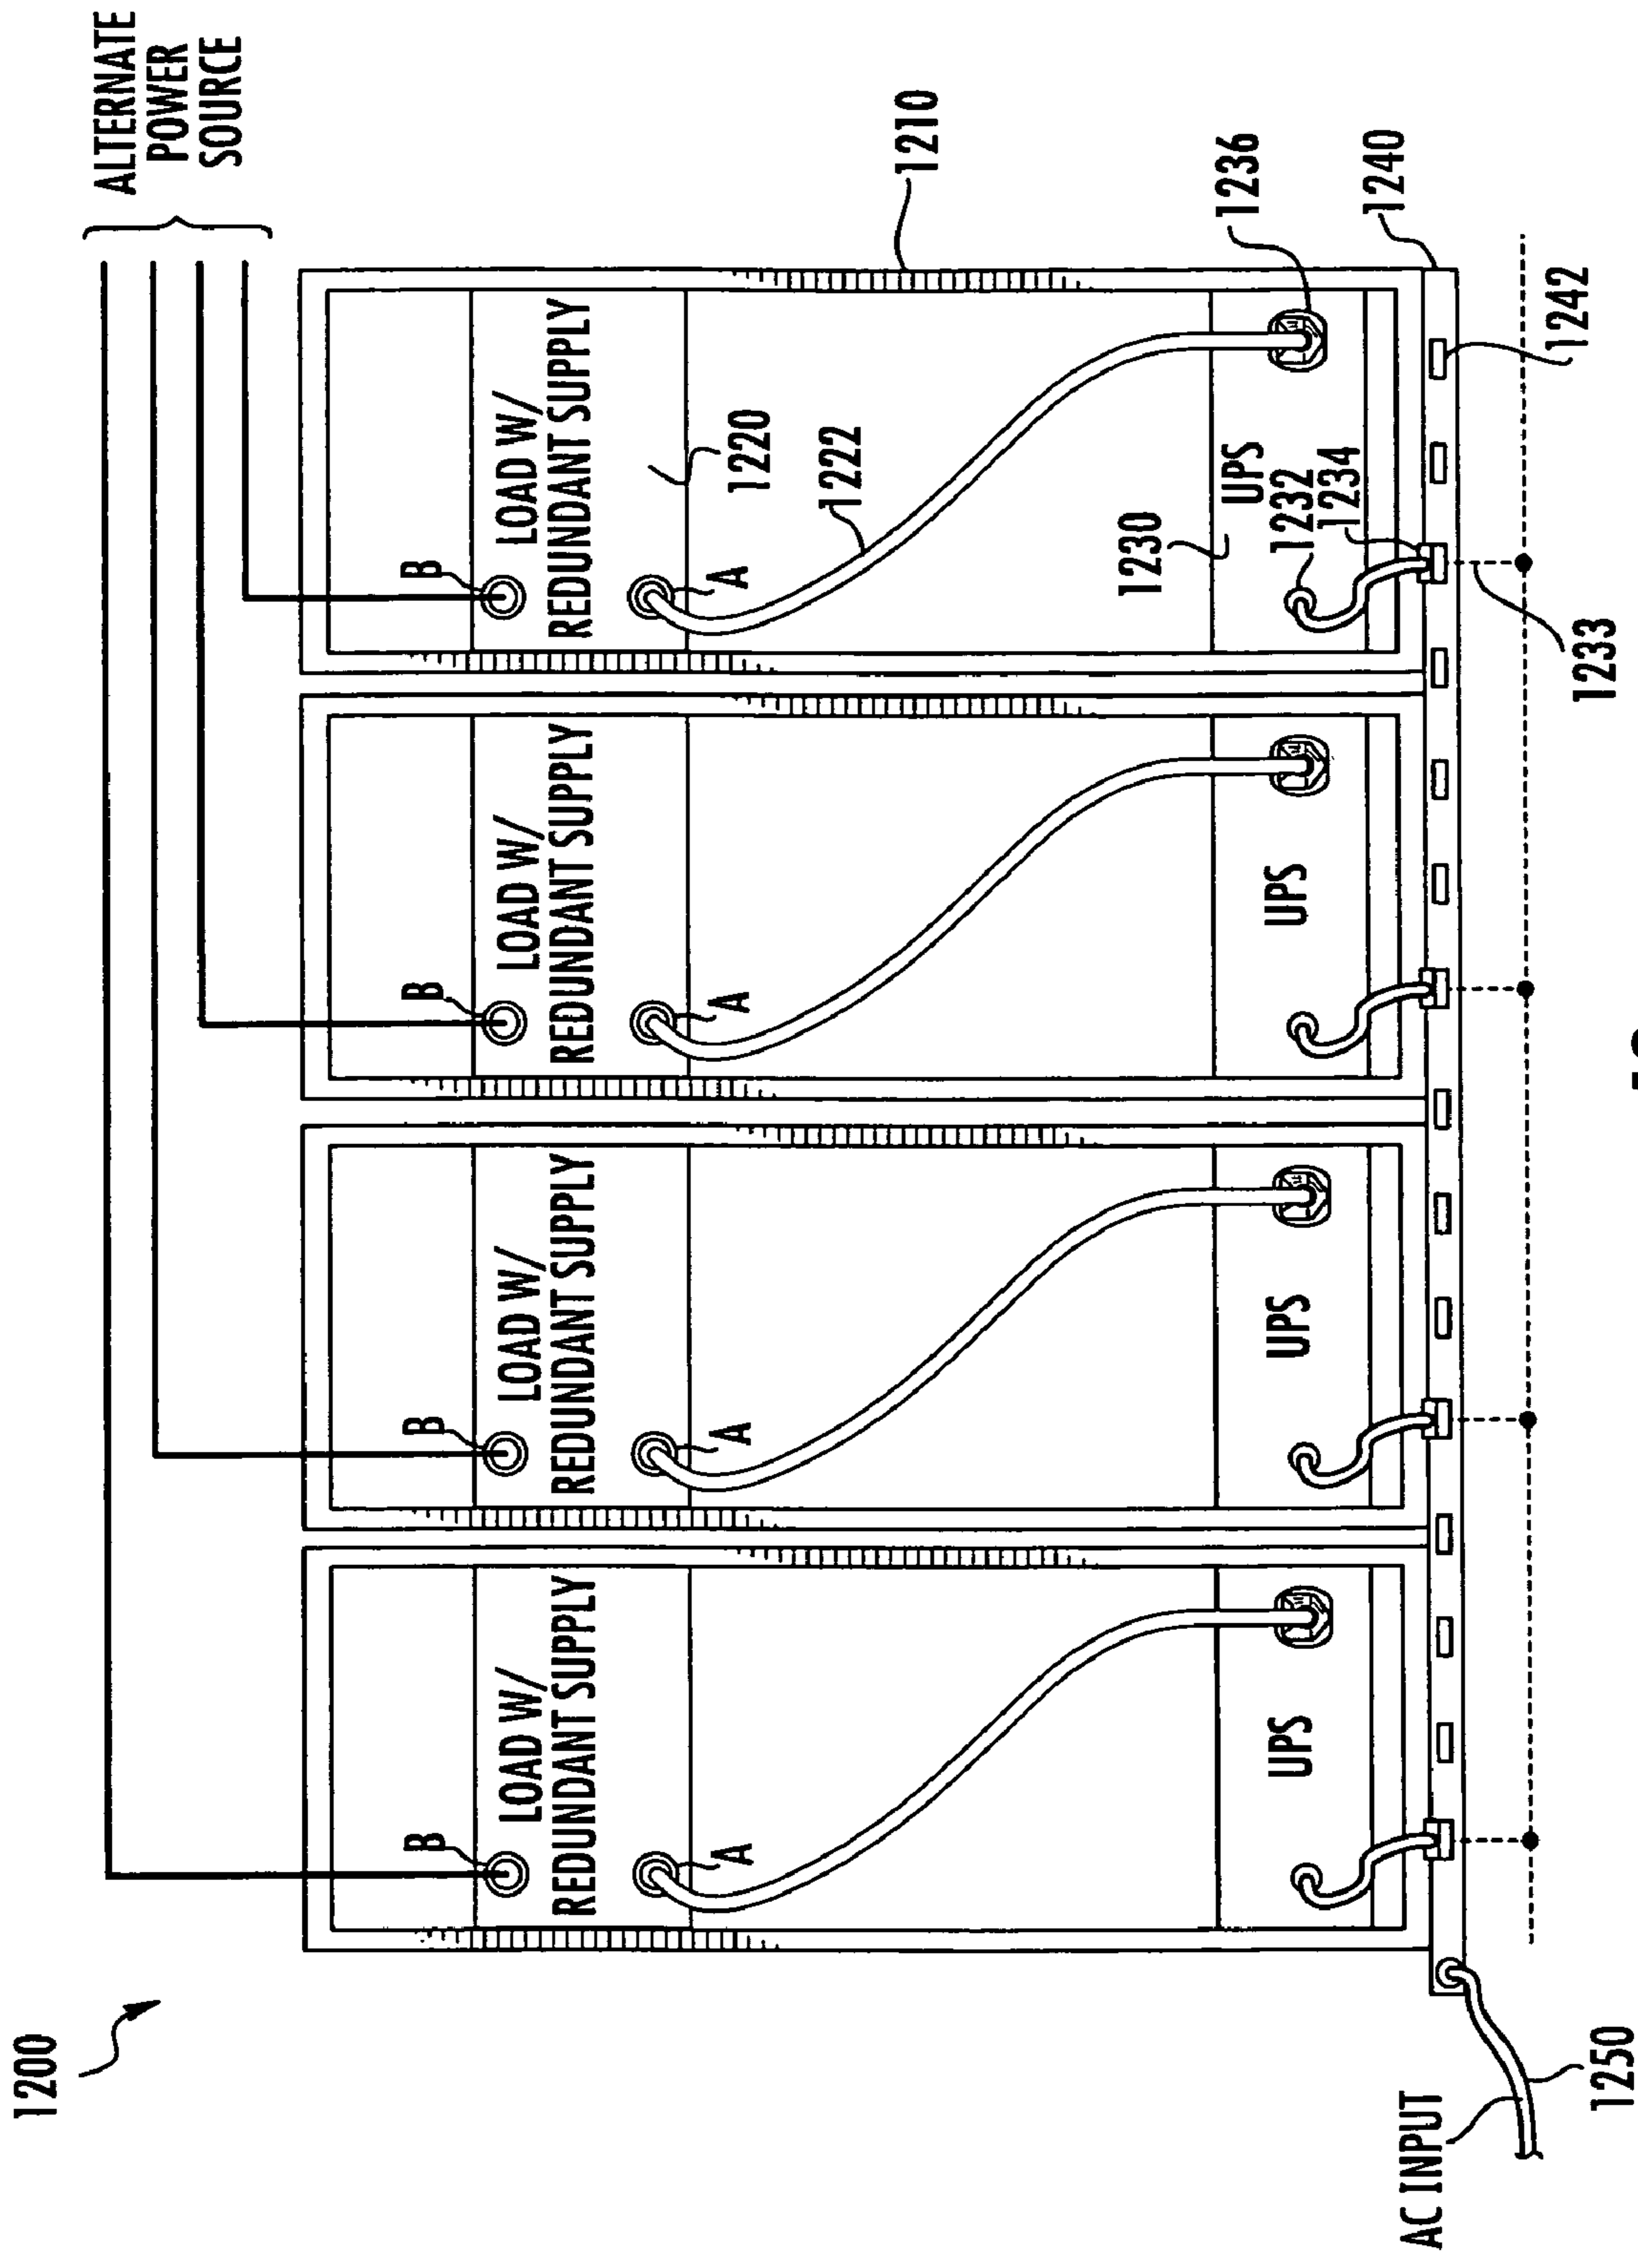 1200
ALTERNATE
POWER
SOURCE
B
B
B
B
LOAD W/
REDUNDANT SUPPLY
LOAD W/
REDUNDANT SUPPLY
LOAD W/
REDUNDANT SUPPLY
LOAD W/
REDUNDANT SUPPLY
A
A
A
A
1220
1222
1210
1230
UPS
UPS
UPS
UPS
1236
1232
1234
1240
AC INPUT
1242
1233
1250